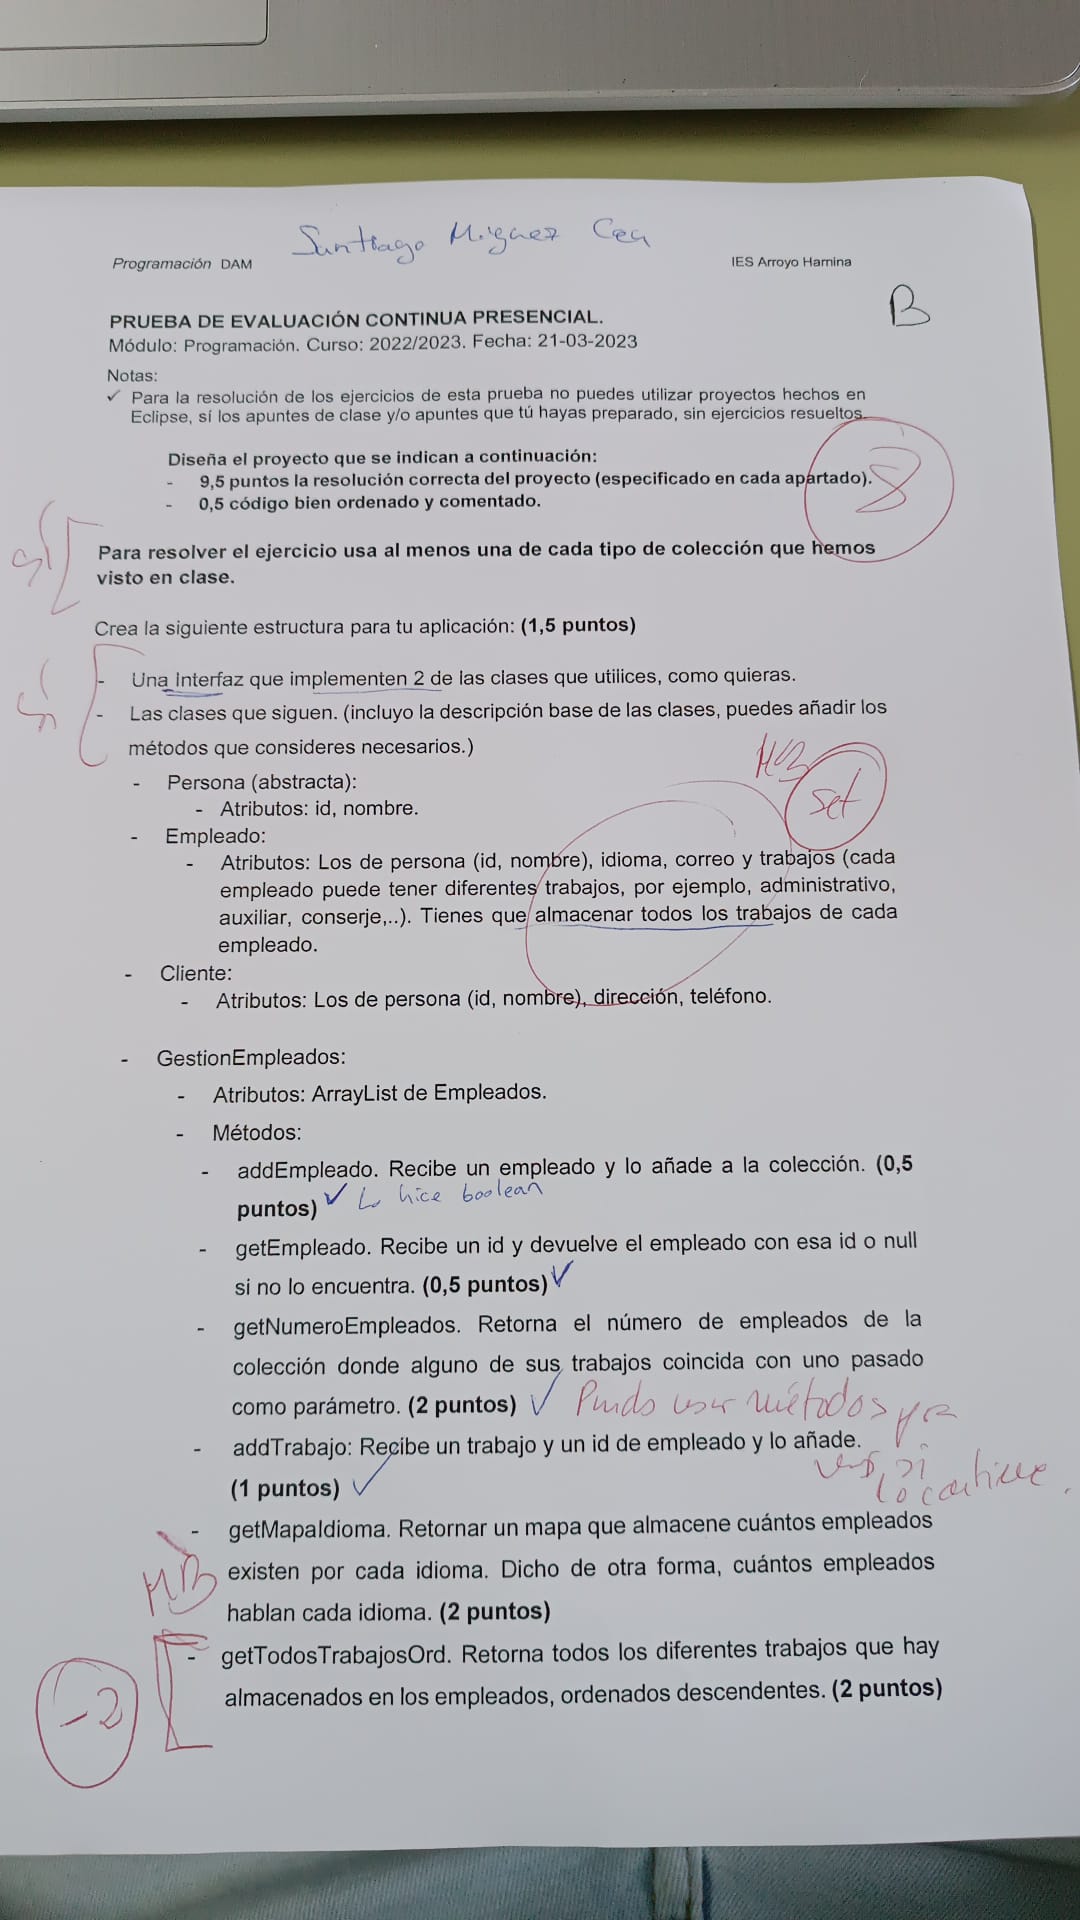 Santiago Miguez Cea
Programación DAM
IES Arroyo Harnina
B
PRUEBA DE EVALUACIÓN CONTINUA PRESENCIAL.
Módulo: Programación. Curso: 2022/2023. Fecha: 21-03-2023
Notas:
✓ Para la resolución de los ejercicios de esta prueba no puedes utilizar proyectos hechos en
Eclipse, sí los apuntes de clase y/o apuntes que tú hayas preparado, sin ejercicios resueltos.
8
Diseña el proyecto que se indican a continuación:
- 9,5 puntos la resolución correcta del proyecto (especificado en cada apartado).
- 0,5 código bien ordenado y comentado.
Sí
Para resolver el ejercicio usa al menos una de cada tipo de colección que hemos
visto en clase.
Crea la siguiente estructura para tu aplicación: (1,5 puntos)
Sí
- Una Interfaz que implementen 2 de las clases que utilices, como quieras.
- Las clases que siguen. (incluyo la descripción base de las clases, puedes añadir los
métodos que consideres necesarios.)
MB
set
- Persona (abstracta):
- Atributos: id, nombre.
- Empleado:
- Atributos: Los de persona (id, nombre), idioma, correo y trabajos (cada
empleado puede tener diferentes trabajos, por ejemplo, administrativo,
auxiliar, conserje,..). Tienes que almacenar todos los trabajos de cada
empleado.
- Cliente:
- Atributos: Los de persona (id, nombre), dirección, teléfono.
- GestionEmpleados:
- Atributos: ArrayList de Empleados.
- Métodos:
- addEmpleado. Recibe un empleado y lo añade a la colección. (0,5
puntos) ✓ Lo hice boolean
- getEmpleado. Recibe un id y devuelve el empleado con esa id o null
si no lo encuentra. (0,5 puntos) ✓
- getNumeroEmpleados. Retorna el número de empleados de la
colección donde alguno de sus trabajos coincida con uno pasado
como parámetro. (2 puntos) ✓ Puedo usar métodos
- addTrabajo: Recibe un trabajo y un id de empleado y lo añade.
si
lo contiene.
(1 puntos) ✓
- getMapaIdioma. Retornar un mapa que almacene cuántos empleados
MB
existen por cada idioma. Dicho de otra forma, cuántos empleados
hablan cada idioma. (2 puntos)
- getTodosTrabajosOrd. Retorna todos los diferentes trabajos que hay
almacenados en los empleados, ordenados descendentes. (2 puntos)
-2